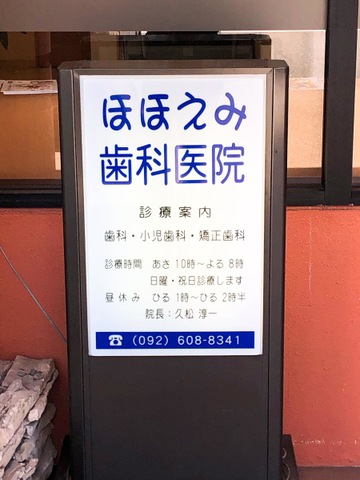 ほほえみ
歯科医院
診療案内
歯科・小児歯科・矯正歯科
診療時間 あさ 10時〜よる 8時
日曜・祝日診療します
昼休み ひる 1時〜ひる 2時半
院長：久松 淳一
☎ (092) 608-8341